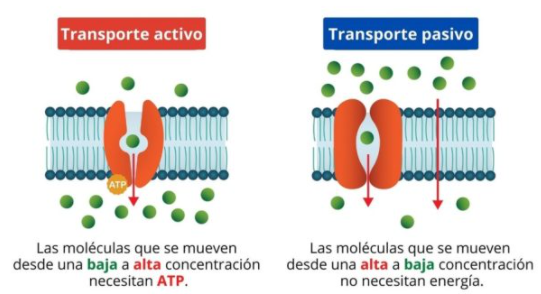 Transporte activo
Transporte pasivo
ATP
Las moléculas que se mueven
desde una baja a alta concentración
necesitan ATP.
Las moléculas que se mueven
desde una alta a baja concentración
no necesitan energía.